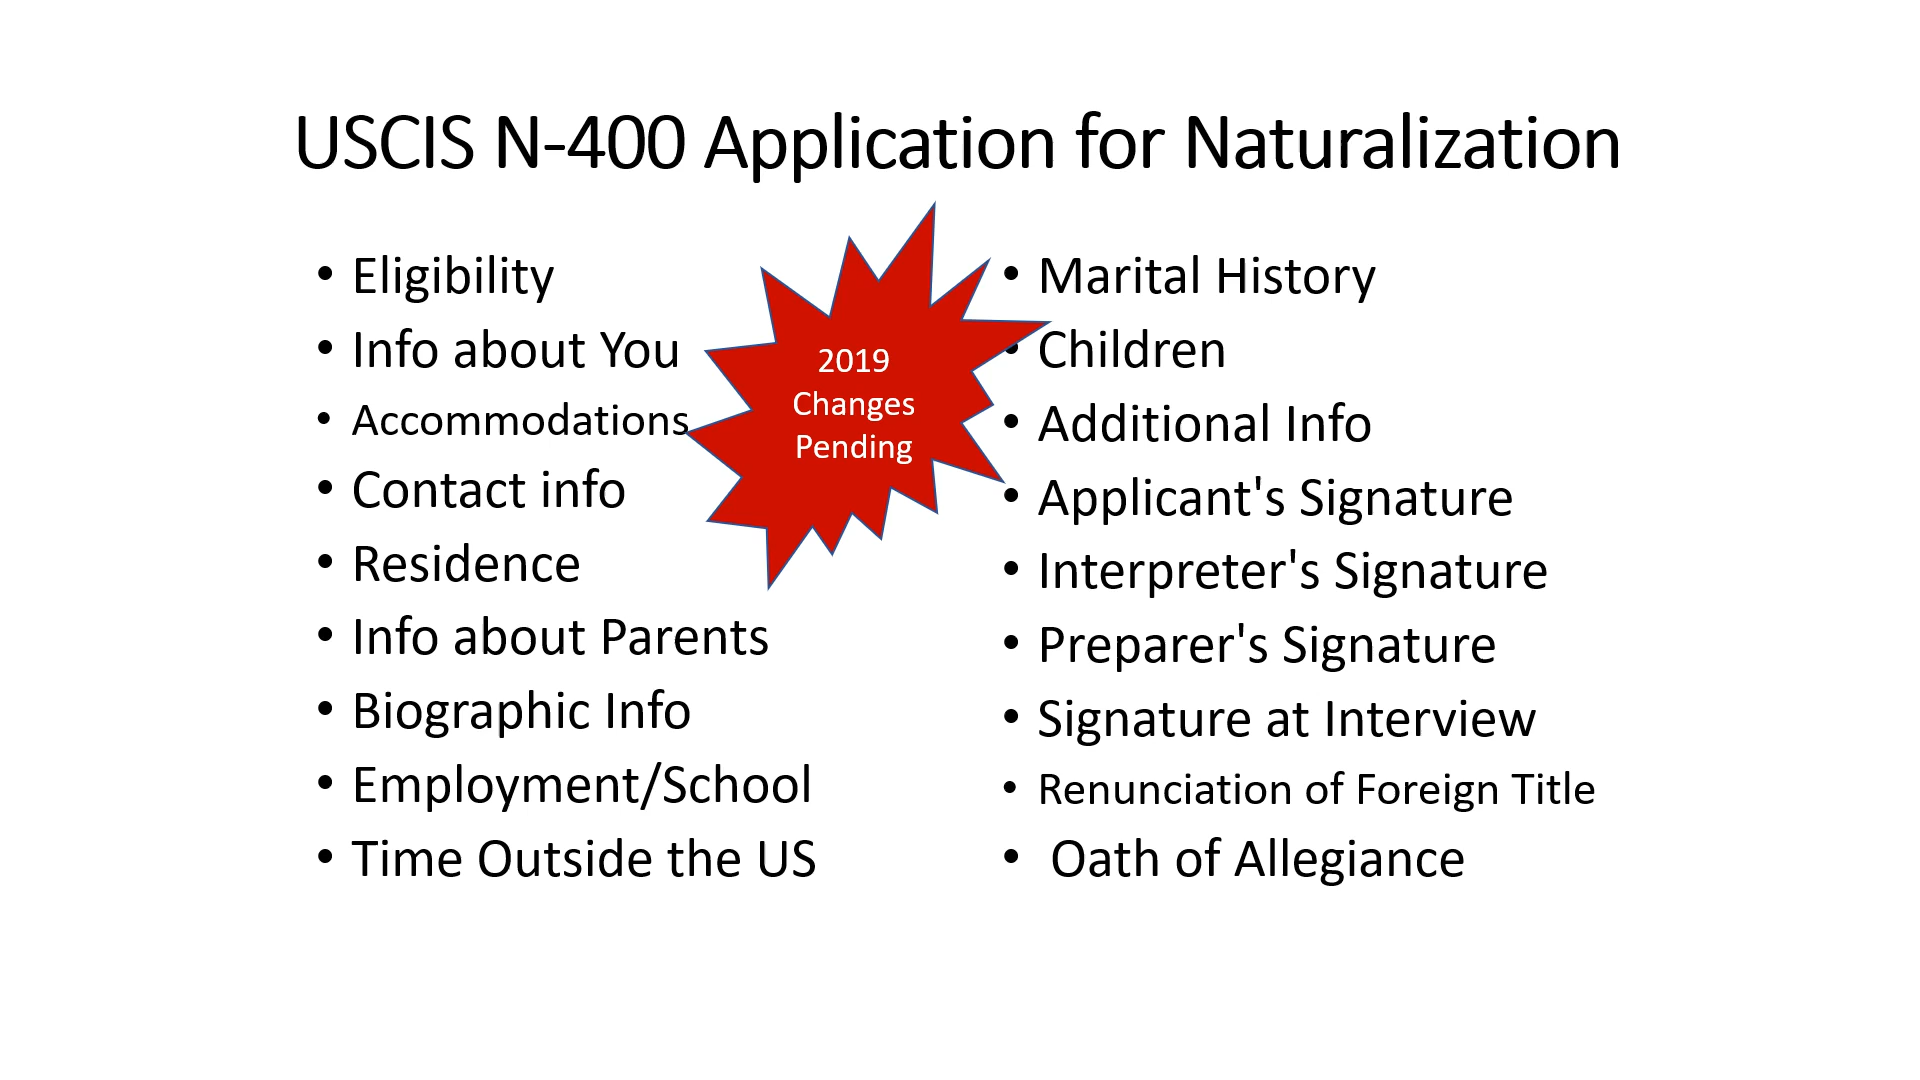 USCIS N-400 Application for Naturalization
• Eligibility
• Info about You
• Accommodations
• Contact info
• Residence
• Info about Parents
• Biographic Info
• Employment/School
• Time Outside the US
2019
Changes
Pending
• Marital History
• Children
• Additional Info
• Applicant's Signature
• Interpreter's Signature
• Preparer's Signature
• Signature at Interview
• Renunciation of Foreign Title
• Oath of Allegiance